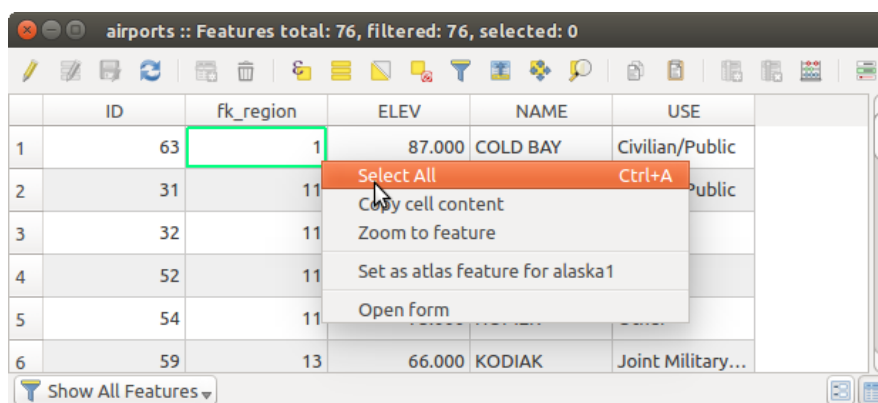 airports :: Features total: 76, filtered: 76, selected: 0
ID fk_region ELEV NAME USE
1 63 1 87.000 COLD BAY Civilian/Public
2 31 11 Public
3 32 11
4 52 11
5 54 11
6 59 13 66.000 KODIAK Joint Military...
Select All Ctrl+A
Copy cell content
Zoom to feature
Set as atlas feature for alaska1
Open form
Show All Features